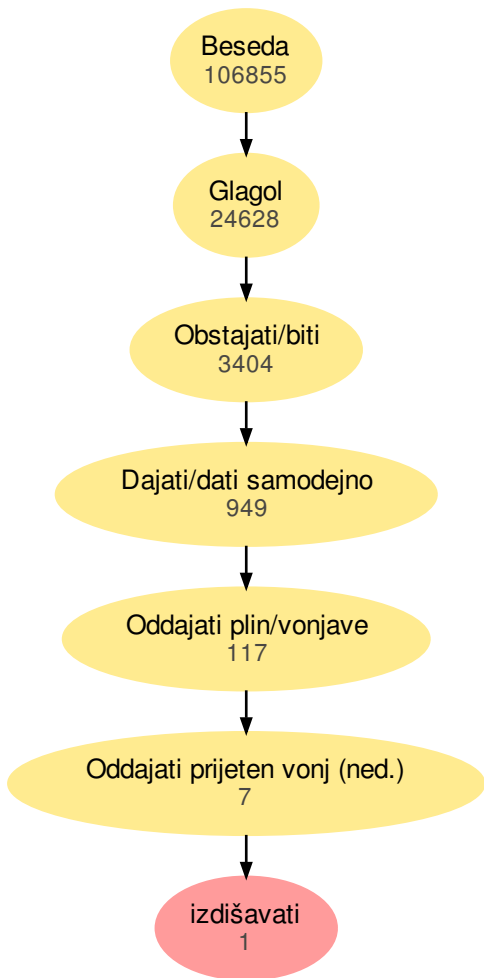 Beseda
106855
Glagol
24628
Obstajati/biti
3404
Dajati/dati samodejno
949
Oddajati plin/vonjave
117
Oddajati prijeten vonj (ned.)
7
izdišavati
1